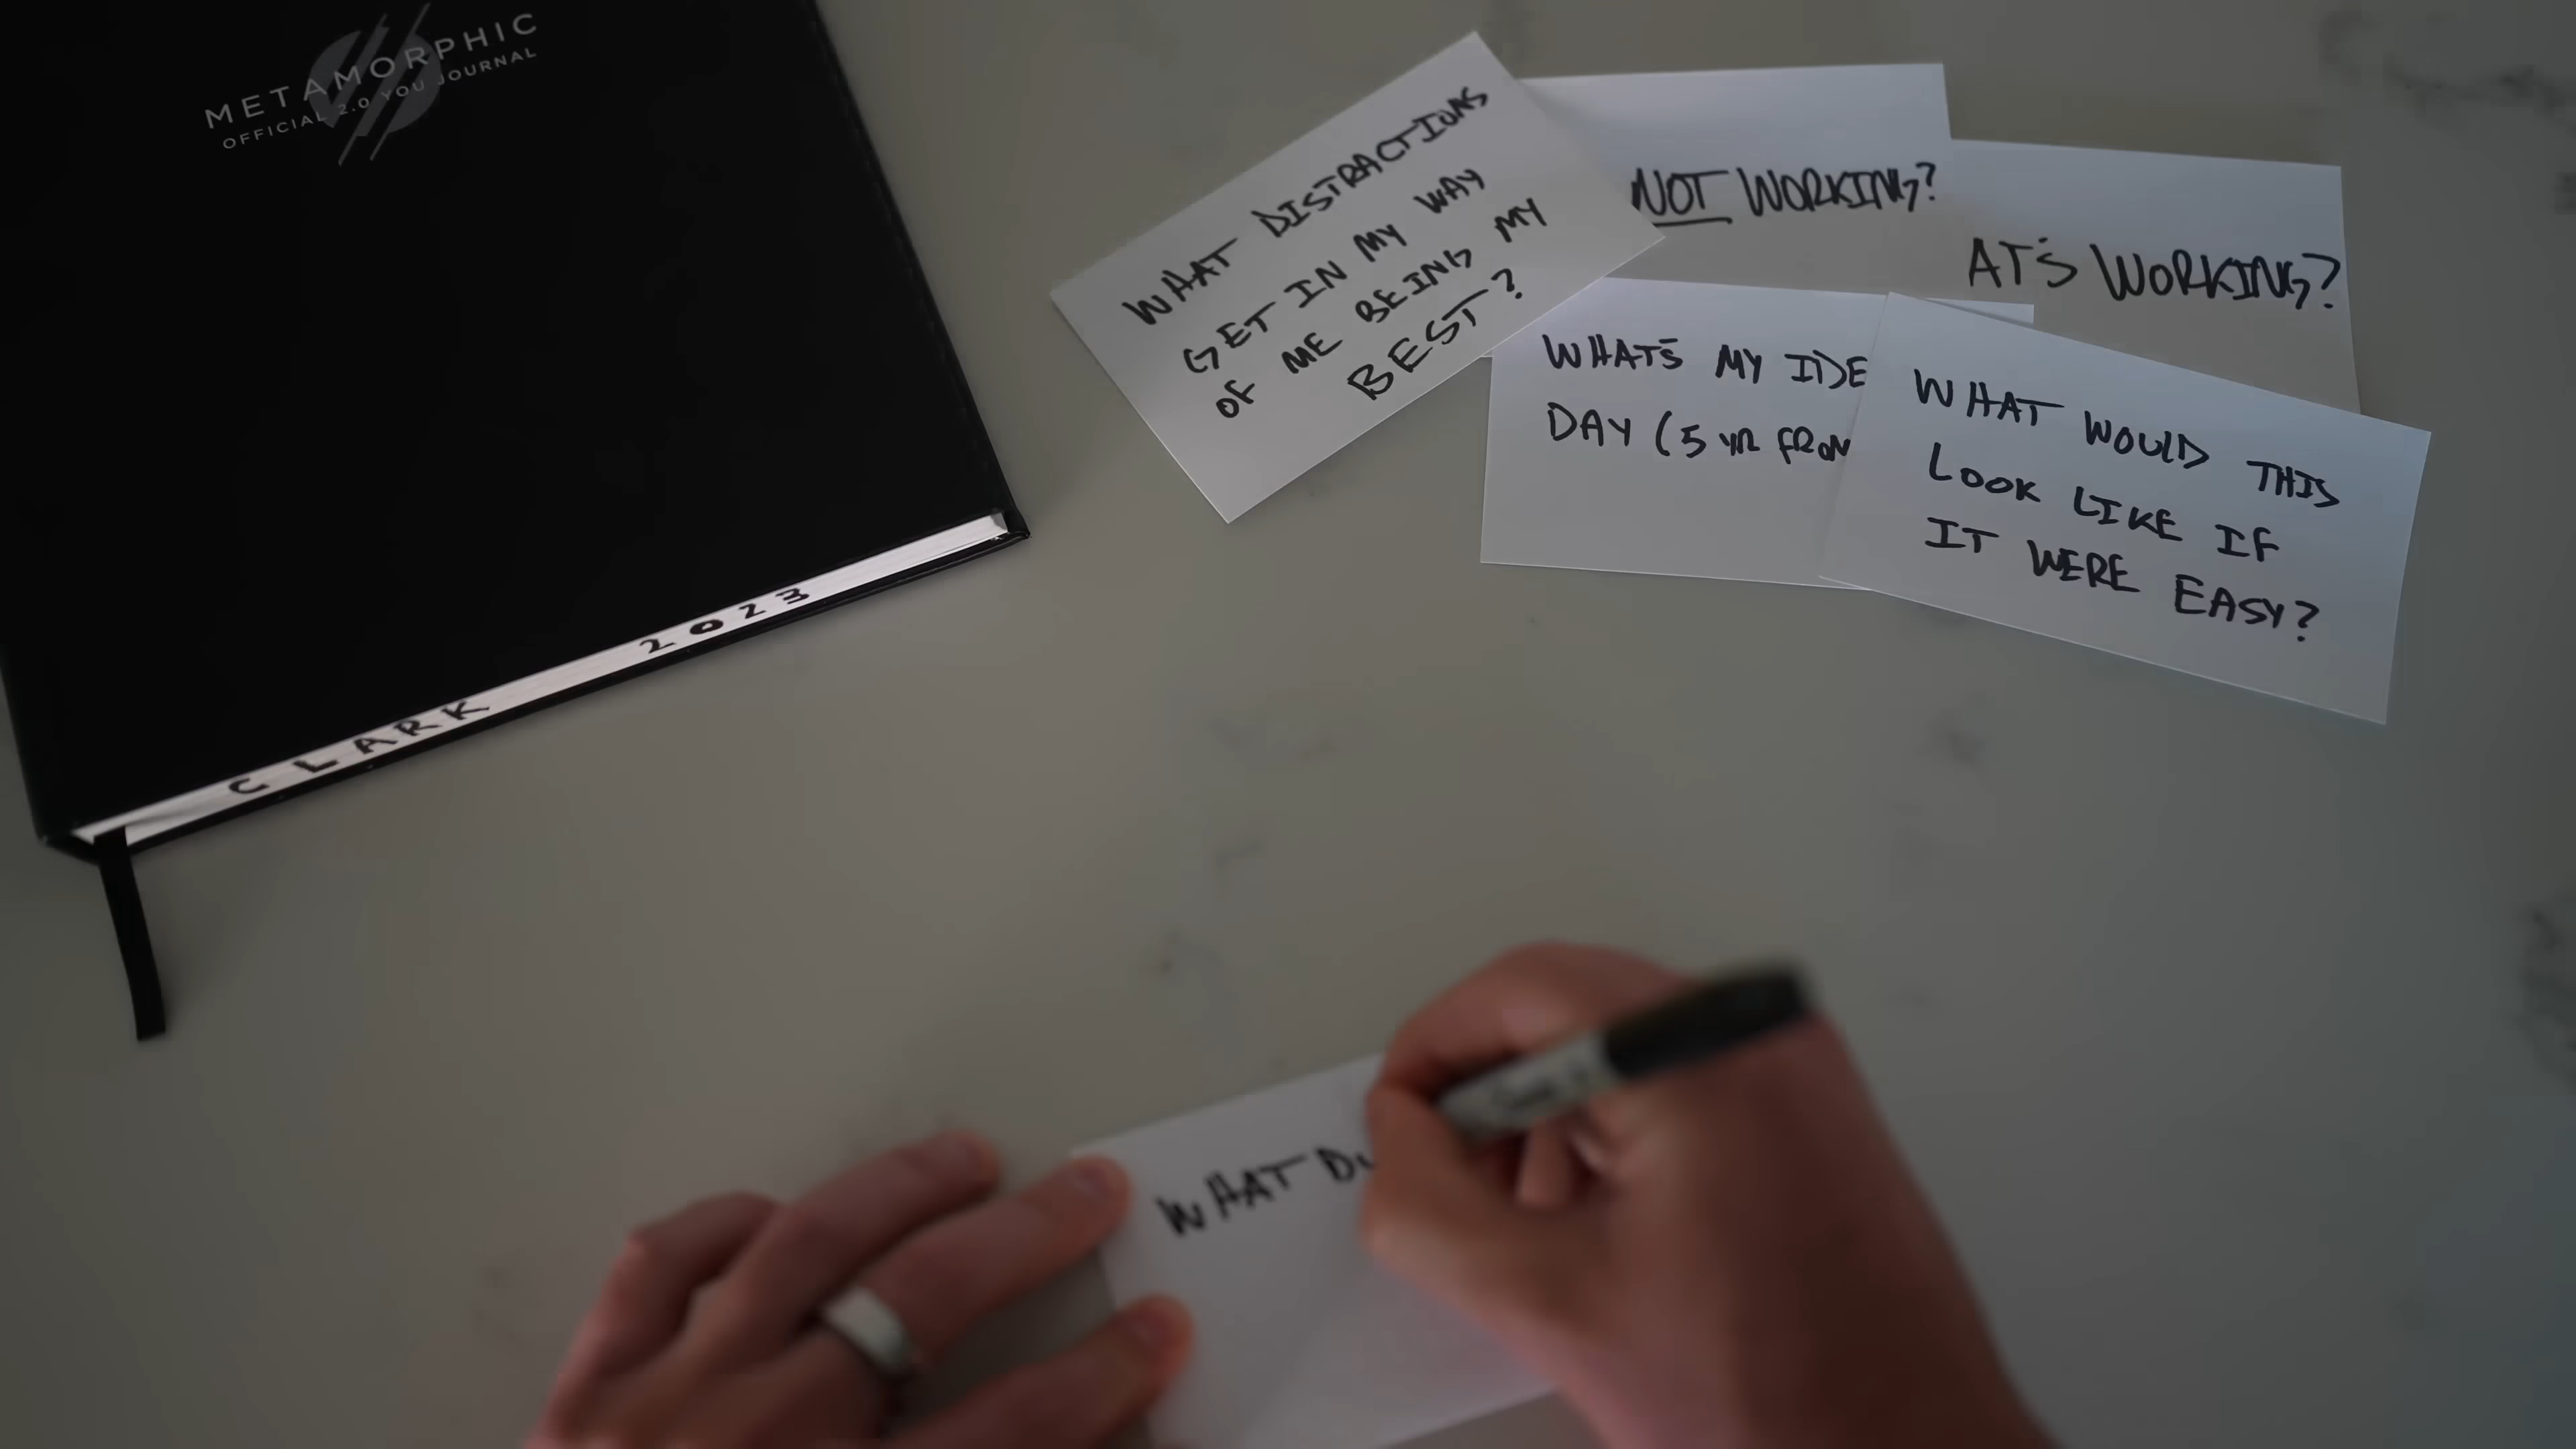 METAMORPHIC
OFFICIAL 2.0 YOU JOURNAL
CLARK 2023
WHAT DISTRACTIONS
GET IN MY WAY
OF ME BEING MY
BEST?
NOT WORKING?
AT'S WORKING?
WHAT'S MY IDE
DAY (5 YR FROM
WHAT WOULD THIS
LOOK LIKE IF
IT WERE EASY?
WHAT